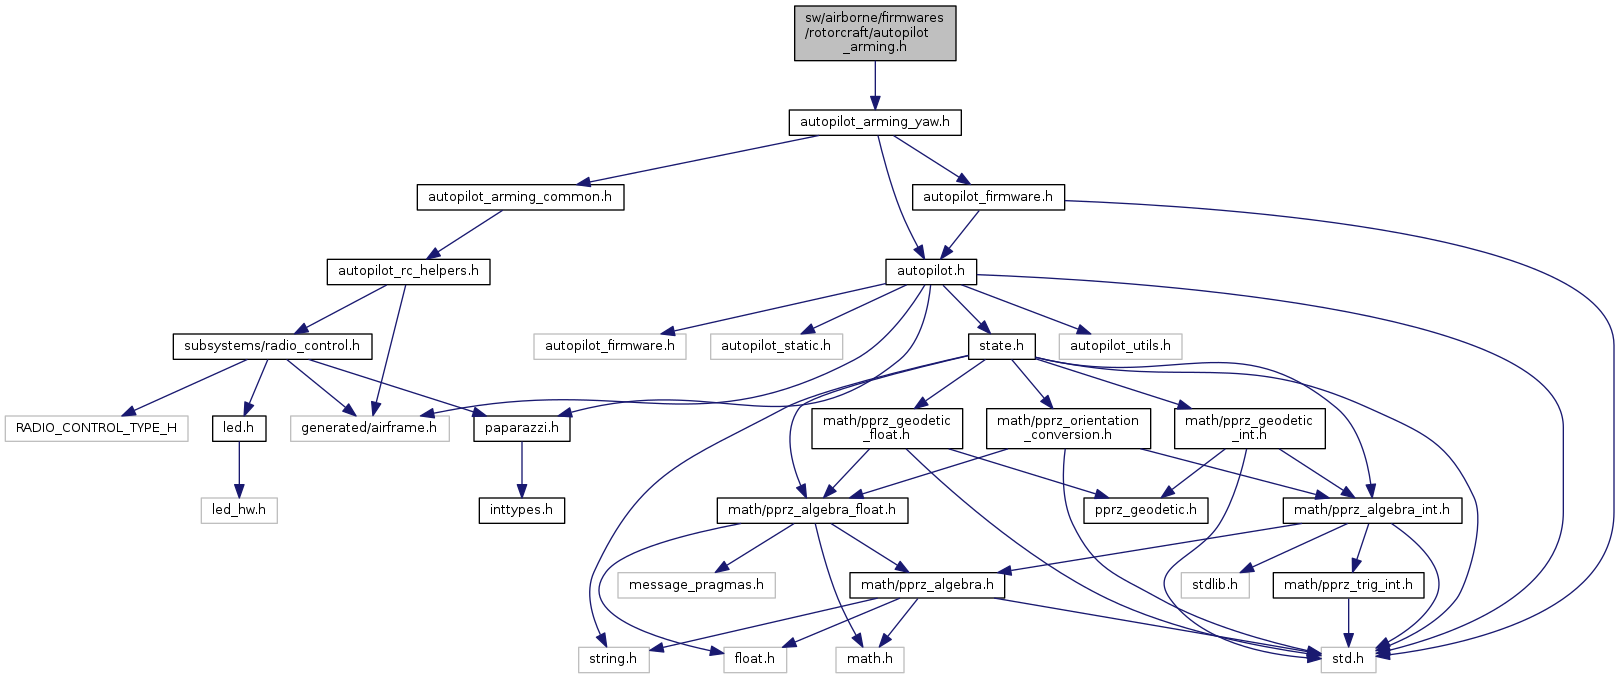 sw/airborne/firmwares
/rotorcraft/autopilot
_arming.h
autopilot_arming_yaw.h
autopilot_arming_common.h
autopilot_firmware.h
autopilot_rc_helpers.h
autopilot.h
subsystems/radio_control.h
autopilot_firmware.h
autopilot_static.h
state.h
autopilot_utils.h
RADIO_CONTROL_TYPE_H
led.h
generated/airframe.h
paparazzi.h
math/pprz_geodetic
_float.h
math/pprz_orientation
_conversion.h
math/pprz_geodetic
_int.h
led_hw.h
inttypes.h
math/pprz_algebra_float.h
pprz_geodetic.h
math/pprz_algebra_int.h
message_pragmas.h
math/pprz_algebra.h
stdlib.h
math/pprz_trig_int.h
string.h
float.h
math.h
std.h